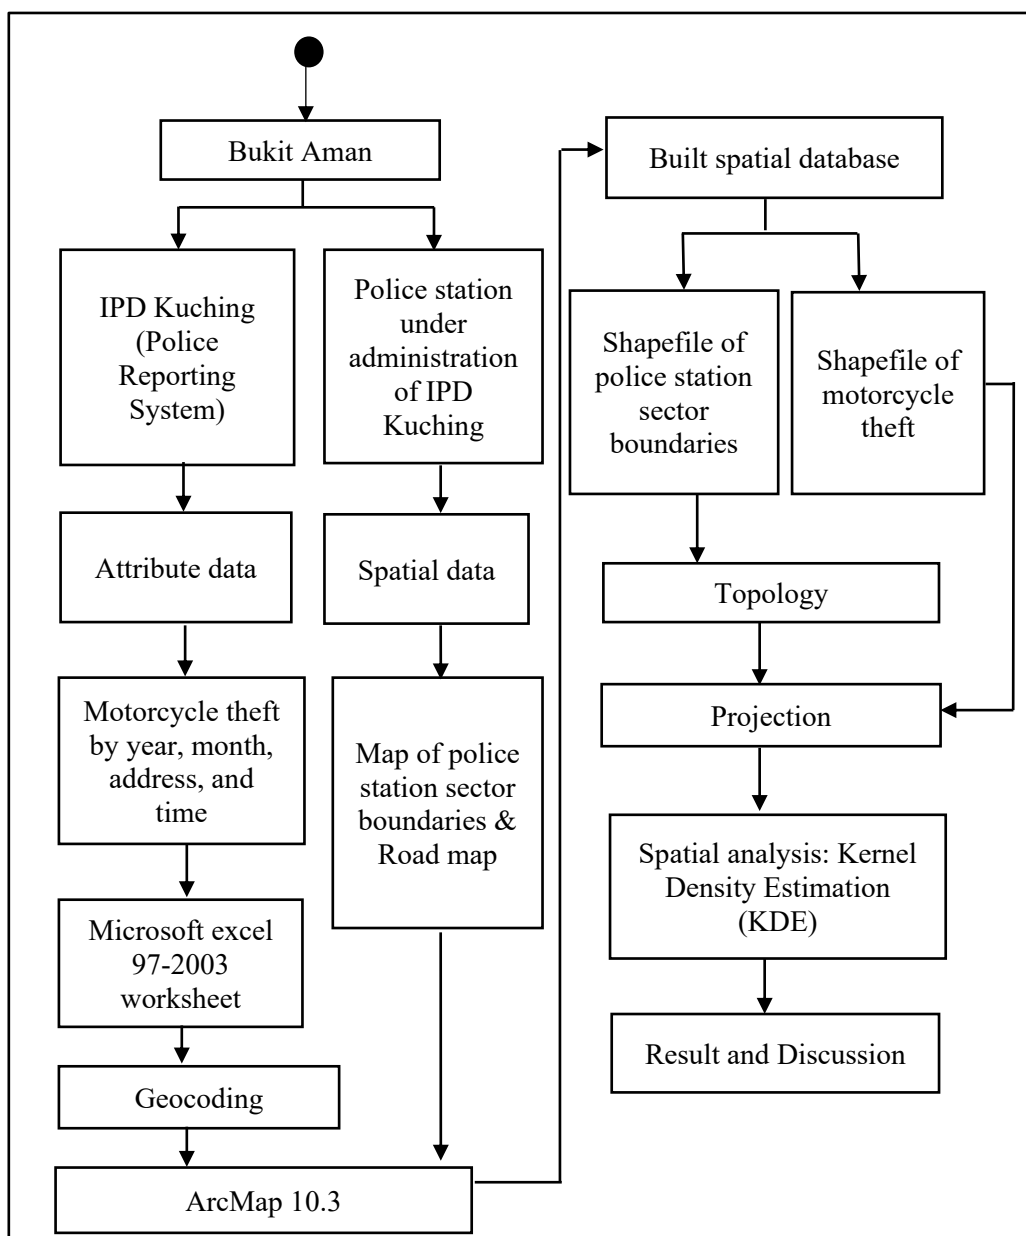 Bukit Aman
IPD Kuching
(Police
Reporting
System)
Police station
under
administration
of IPD
Kuching
Attribute data
Spatial data
Motorcycle theft
by year, month,
address, and
time
Map of police
station sector
boundaries &
Road map
Microsoft excel
97-2003
worksheet
Geocoding
ArcMap 10.3
Built spatial database
Shapefile of
police station
sector
boundaries
Shapefile of
motorcycle
theft
Topology
Projection
Spatial analysis: Kernel
Density Estimation
(KDE)
Result and Discussion